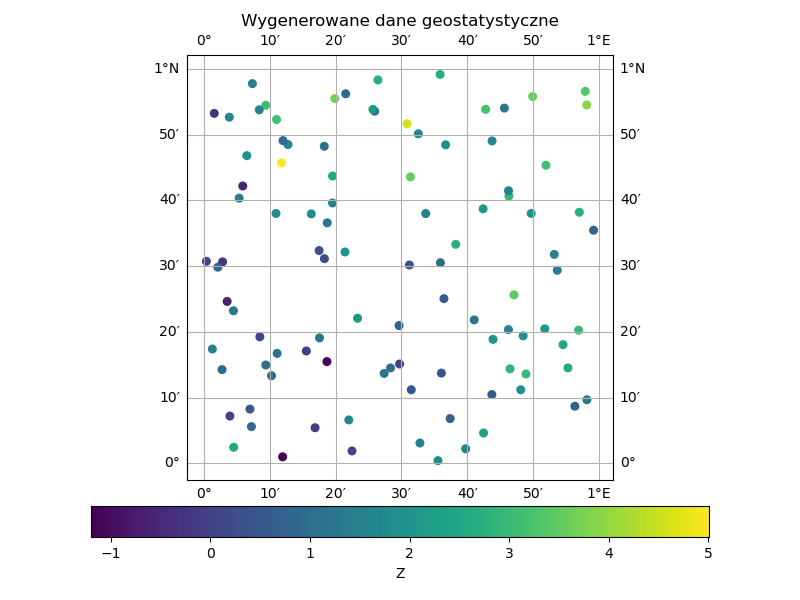 Wygenerowane dane geostatystyczne
0° 10′ 20′ 30′ 40′ 50′ 1°E
1°N 1°N
50′ 50′
40′ 40′
30′ 30′
20′ 20′
10′ 10′
0° 0°
0° 10′ 20′ 30′ 40′ 50′ 1°E
−1 0 1 2 3 4 5
Z